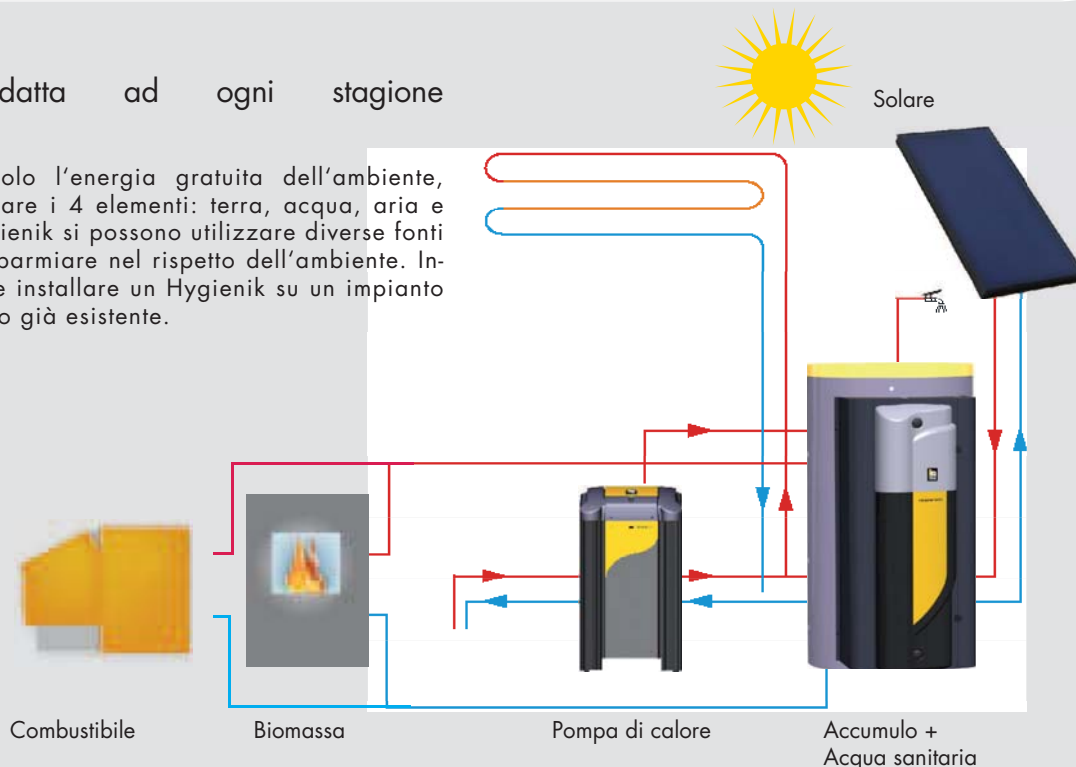 datta ad ogni stagione
Solare
olo l'energia gratuita dell'ambiente,
are i 4 elementi: terra, acqua, aria e
ienik si possono utilizzare diverse fonti
parmiare nel rispetto dell'ambiente. In-
e installare un Hygienik su un impianto
o già esistente.
Combustibile
Biomassa
Pompa di calore
Accumulo +
Acqua sanitaria